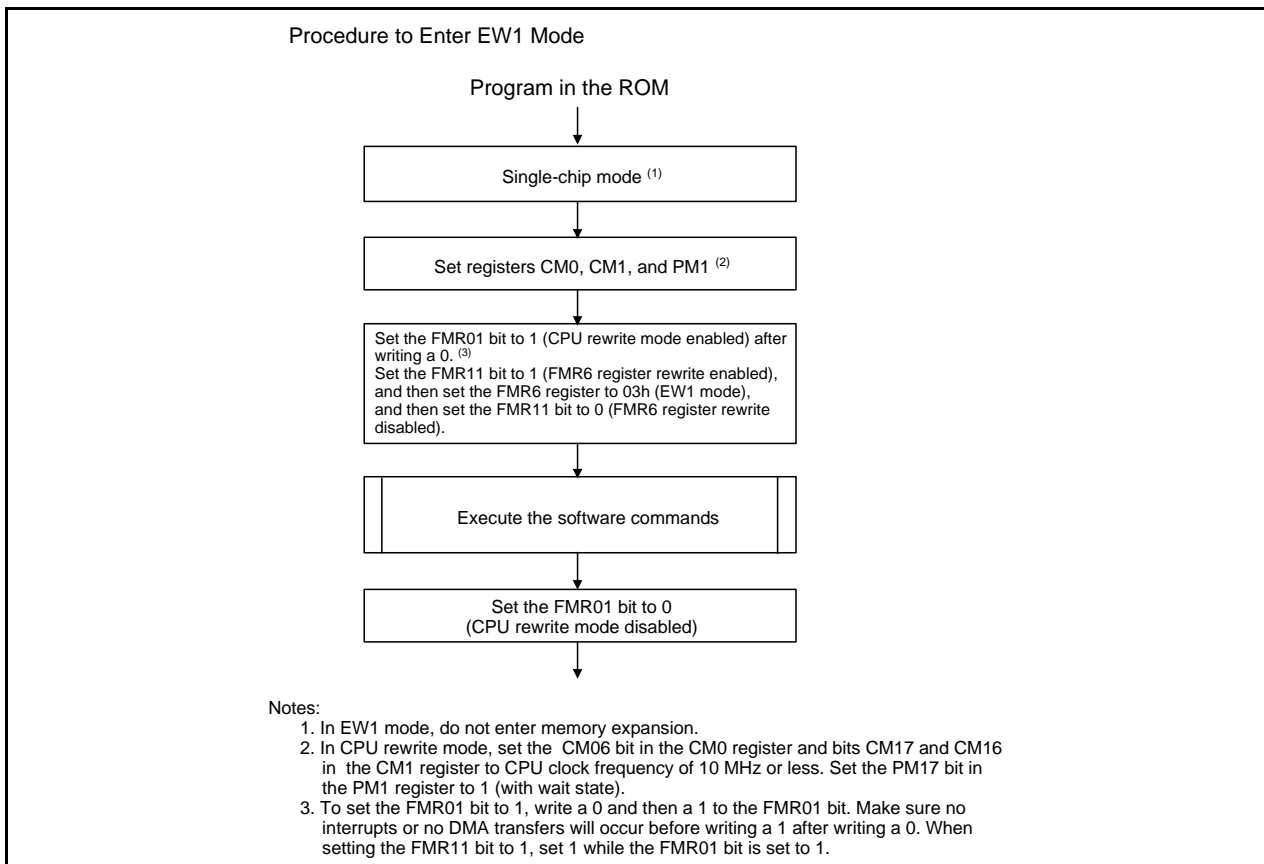 Procedure to Enter EW1 Mode
Program in the ROM
Single-chip mode (1)
Set registers CM0, CM1, and PM1 (2)
Set the FMR01 bit to 1 (CPU rewrite mode enabled) after
writing a 0. (3)
Set the FMR11 bit to 1 (FMR6 register rewrite enabled),
and then set the FMR6 register to 03h (EW1 mode),
and then set the FMR11 bit to 0 (FMR6 register rewrite
disabled).
Execute the software commands
Set the FMR01 bit to 0
(CPU rewrite mode disabled)
Notes:
1. In EW1 mode, do not enter memory expansion.
2. In CPU rewrite mode, set the CM06 bit in the CM0 register and bits CM17 and CM16
in the CM1 register to CPU clock frequency of 10 MHz or less. Set the PM17 bit in
the PM1 register to 1 (with wait state).
3. To set the FMR01 bit to 1, write a 0 and then a 1 to the FMR01 bit. Make sure no
interrupts or no DMA transfers will occur before writing a 1 after writing a 0. When
setting the FMR11 bit to 1, set 1 while the FMR01 bit is set to 1.